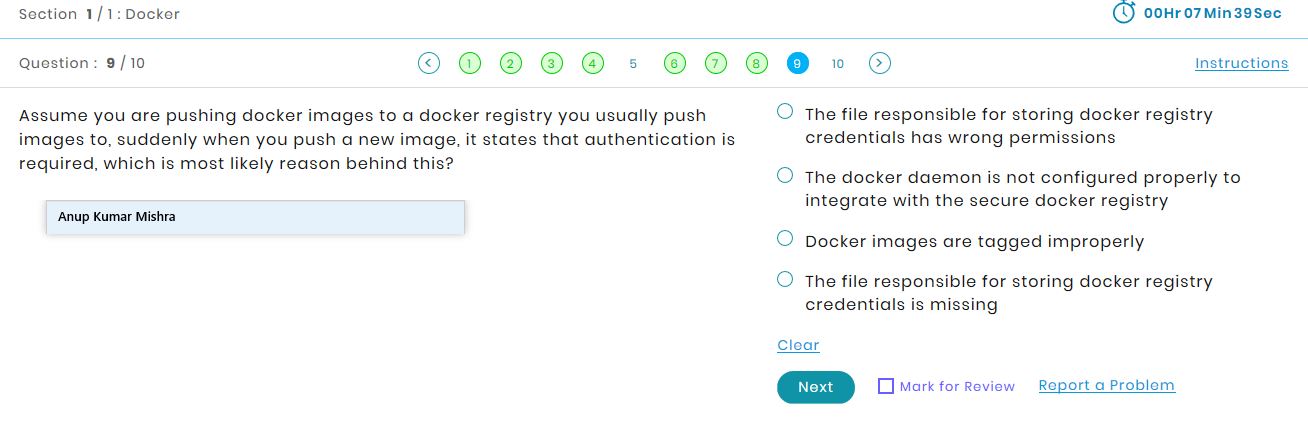 Section 1 / 1 : Docker
00Hr 07Min 39Sec
Question : 9 / 10
< 1 2 3 4 5 6 7 8 9 10 >
Instructions
Assume you are pushing docker images to a docker registry you usually push
images to, suddenly when you push a new image, it states that authentication is
required, which is most likely reason behind this?
Anup Kumar Mishra
The file responsible for storing docker registry
credentials has wrong permissions
The docker daemon is not configured properly to
integrate with the secure docker registry
Docker images are tagged improperly
The file responsible for storing docker registry
credentials is missing
Clear
Next
Mark for Review
Report a Problem